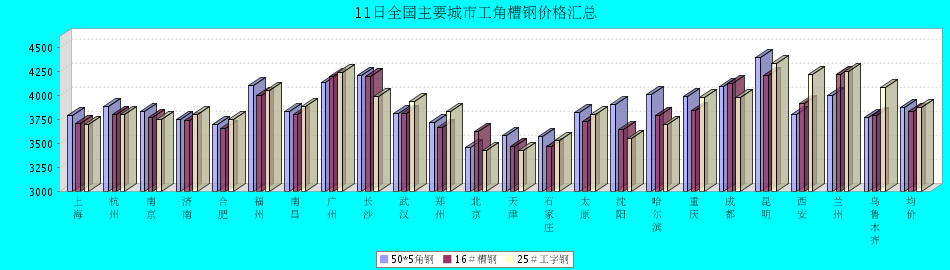 11日全国主要城市工角槽钢价格汇总
4500
4250
4000
3750
3500
3250
3000
上海
杭州
南京
济南
合肥
福州
南昌
广州
长沙
武汉
郑州
北京
天津
石家庄
太原
沈阳
哈尔滨
重庆
成都
昆明
西安
兰州
乌鲁木齐
均价
50*5角钢
16#槽钢
25#工字钢